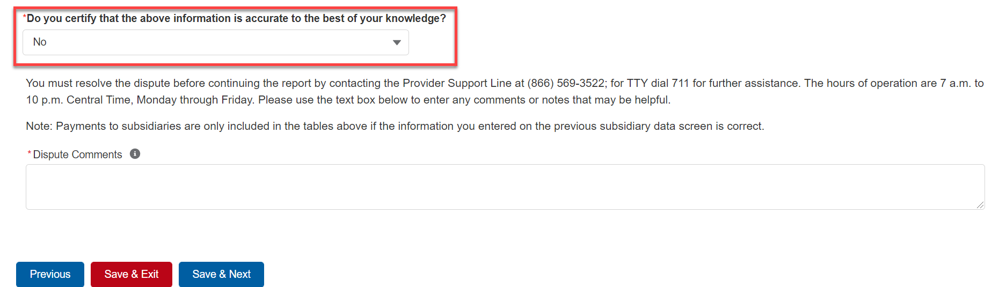 *Do you certify that the above information is accurate to the best of your knowledge?
No
You must resolve the dispute before continuing the report by contacting the Provider Support Line at (866) 569-3522; for TTY dial 711 for further assistance. The hours of operation are 7 a.m. to
10 p.m. Central Time, Monday through Friday. Please use the text box below to enter any comments or notes that may be helpful.
Note: Payments to subsidiaries are only included in the tables above if the information you entered on the previous subsidiary data screen is correct.
*Dispute Comments i
Previous Save & Exit Save & Next